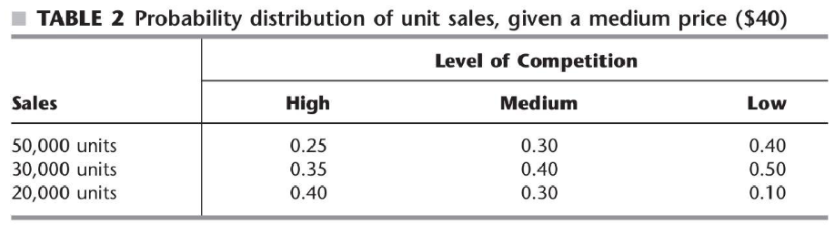 TABLE 2 Probability distribution of unit sales, given a medium price ($40)
Level of Competition
Sales High Medium Low
50,000 units 0.25 0.30 0.40
30,000 units 0.35 0.40 0.50
20,000 units 0.40 0.30 0.10